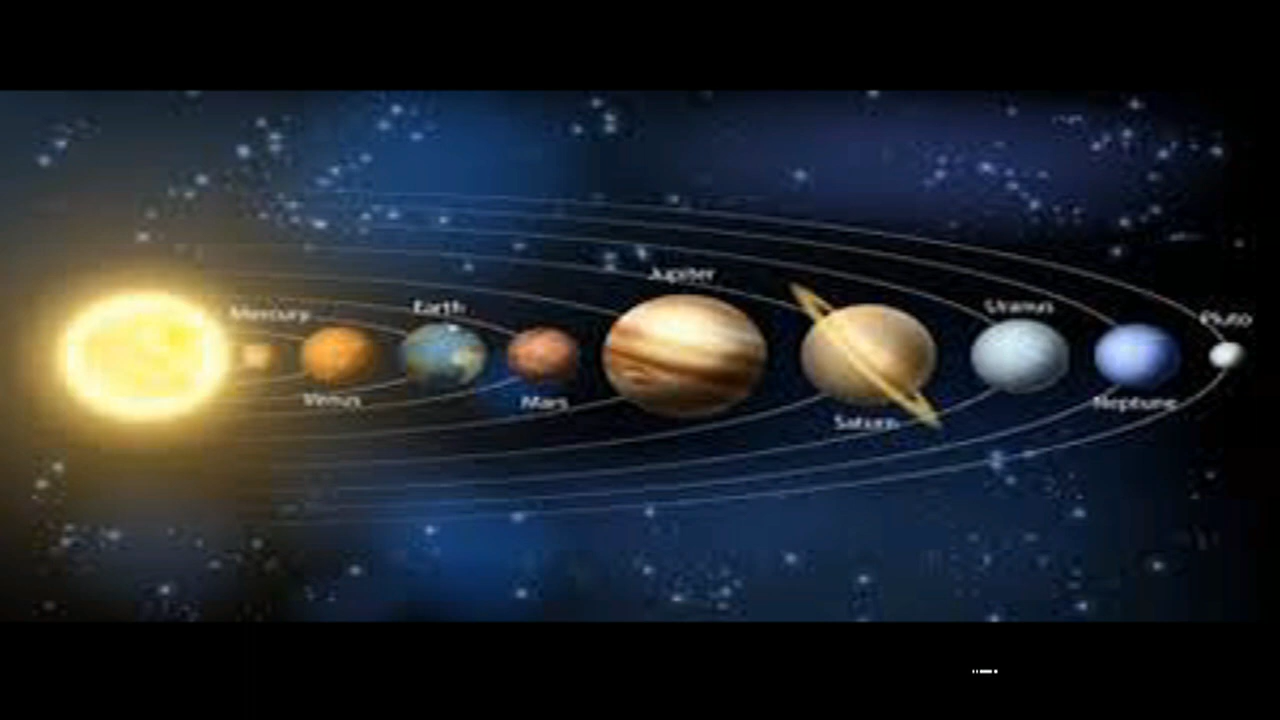 Mercury
Venus
Earth
Mars
Jupiter
Saturn
Uranus
Neptune
Pluto